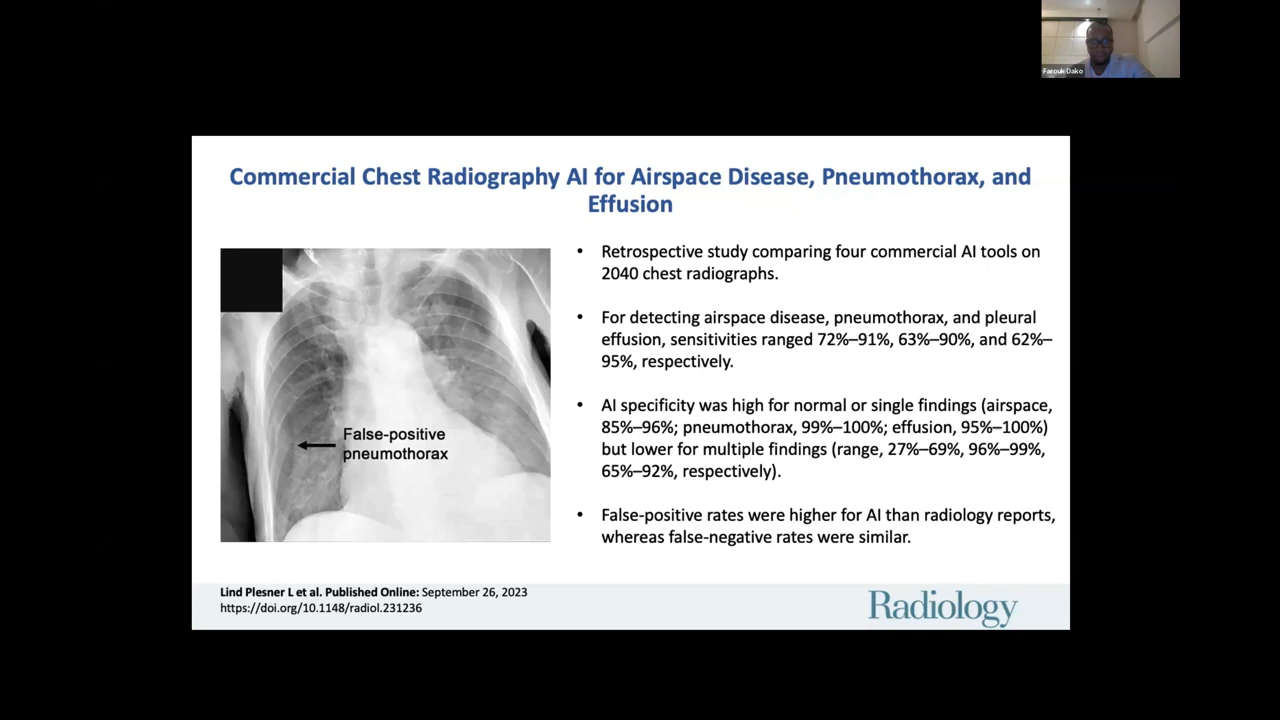 Farouk Dako
Commercial Chest Radiography AI for Airspace Disease, Pneumothorax, and
Effusion
• Retrospective study comparing four commercial AI tools on
2040 chest radiographs.
• For detecting airspace disease, pneumothorax, and pleural
effusion, sensitivities ranged 72%–91%, 63%–90%, and 62%–
95%, respectively.
• AI specificity was high for normal or single findings (airspace,
85%–96%; pneumothorax, 99%–100%; effusion, 95%–100%)
but lower for multiple findings (range, 27%–69%, 96%–99%,
65%–92%, respectively).
• False-positive rates were higher for AI than radiology reports,
whereas false-negative rates were similar.
False-positive
pneumothorax
Lind Plesner L et al. Published Online: September 26, 2023
https://doi.org/10.1148/radiol.231236
Radiology